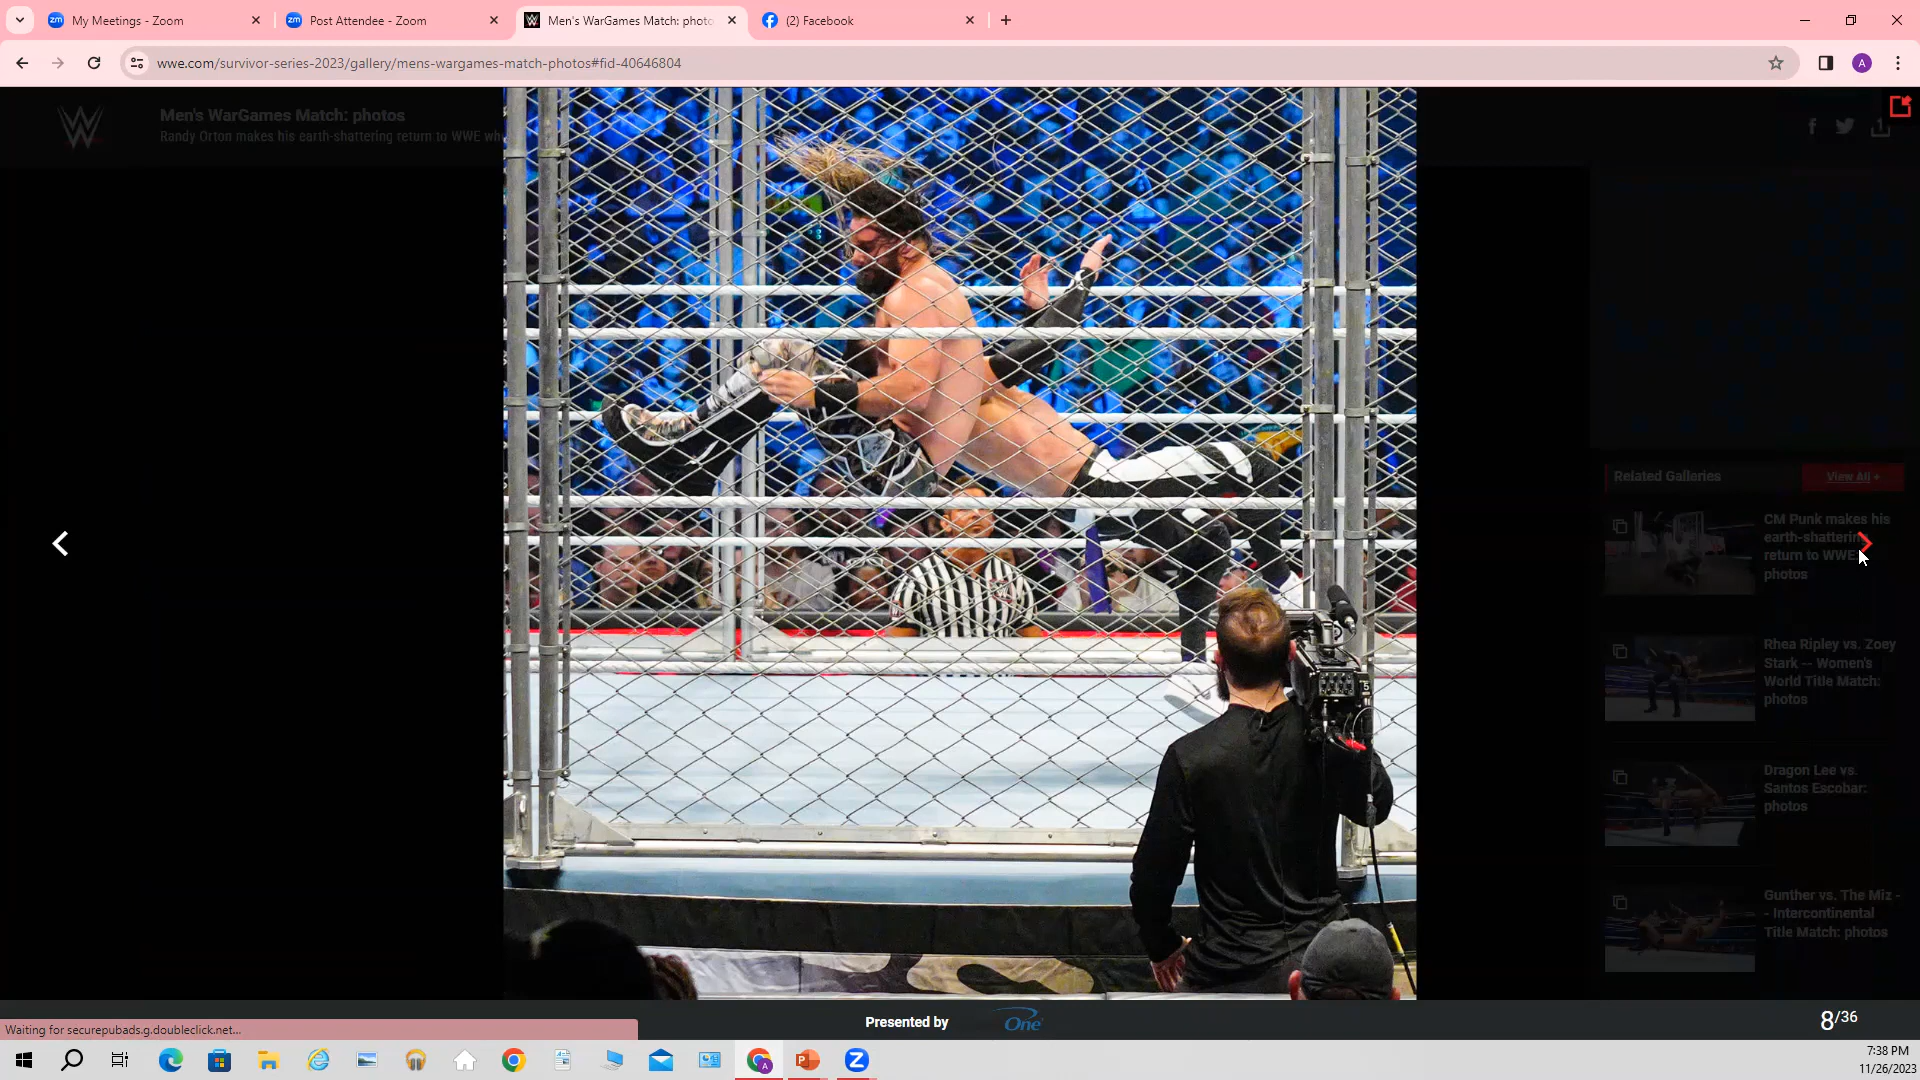 My Meetings - Zoom
Post Attendee - Zoom
Men's WarGames Match: photo
(2) Facebook
wwe.com/survivor-series-2023/gallery/mens-wargames-match-photos#fid-40646804
A
Men's WarGames Match: photos
Randy Orton makes his earth-shattering return to WWE wh
Related Galleries
View All +
CM Punk makes his
earth-shattering
return to WWE:
photos
Rhea Ripley vs. Zoey
Stark -- Women's
World Title Match:
photos
Dragon Lee vs.
Santos Escobar:
photos
Gunther vs. The Miz -
- Intercontinental
Title Match: photos
5
Waiting for securepubads.g.doubleclick.net...
Presented by
One
8/36
7:38 PM
11/26/2023